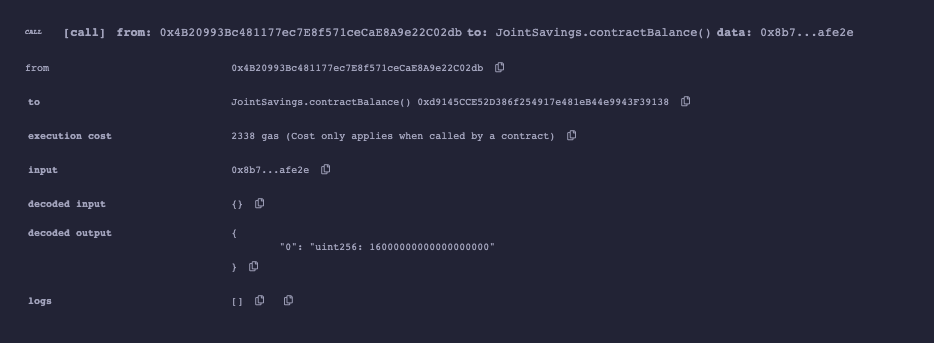 CALL [call] from: 0x4B20993Bc481177ec7E8f571ceCaE8A9e22C02db to: JointSavings.contractBalance() data: 0x8b7...afe2e
from 0x4B20993Bc481177ec7E8f571ceCaE8A9e22C02db
to JointSavings.contractBalance() 0xd9145CCE52D386f254917e481eB44e9943F39138
execution cost 2338 gas (Cost only applies when called by a contract)
input 0x8b7...afe2e
decoded input {}
decoded output {
"0": "uint256: 16000000000000000000"
}
logs []